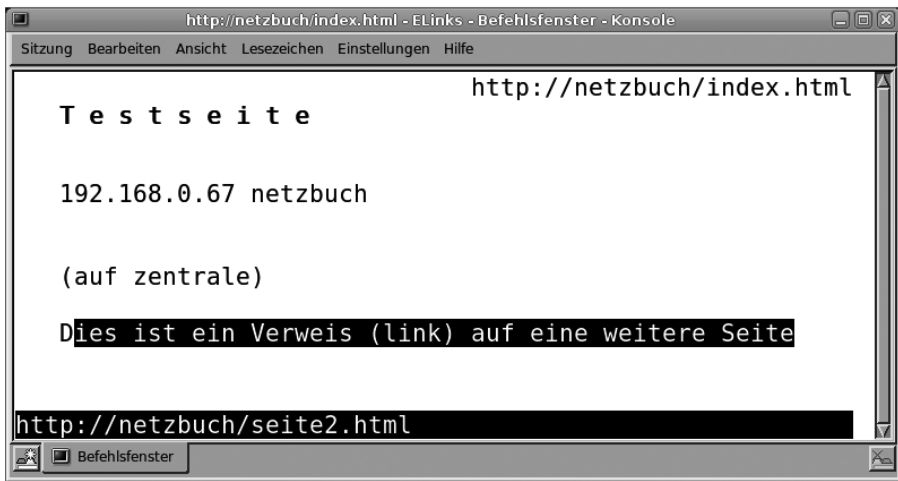 http://netzbuch/index.html - ELinks - Befehlsfenster - Konsole
Sitzung Bearbeiten Ansicht Lesezeichen Einstellungen Hilfe
http://netzbuch/index.html
T e s t s e i t e
192.168.0.67 netzbuch
(auf zentrale)
Dies ist ein Verweis (link) auf eine weitere Seite
http://netzbuch/seite2.html
Befehlsfenster